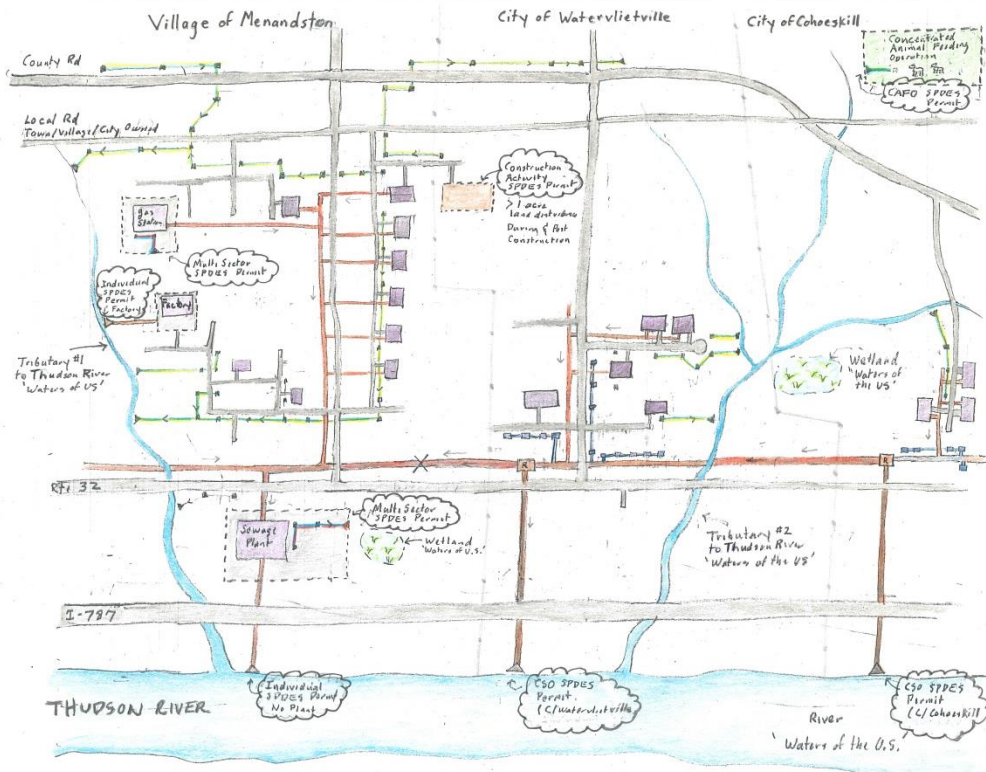 Village of Menandston
City of Watervlietville
City of Cohoeskill
County Rd
Concentrated
Animal Feeding
Operation
CAFO SPDES
Permit
Local Rd
Town/Village/City Owned
Construction
Activity
SPDES Permit
> 1 acre
land disturbance
During & Post
Construction
Gas
Station
Multi Sector
SPDES Permit
Individual
SPDES
Permit
Factory
Factory
Tributary #1
to Thudson River
'Waters of US'
Wetland
'Waters of
the US'
R
R
Rte 32
Multi Sector
SPDES Permit
Sewage
Plant
Wetland
'Waters of U.S.'
Tributary #2
to Thudson River
'Waters of the US'
I-787
Individual
SPDES Permit
No Plant
CSO SPDES
Permit
(C/Watervlietville
CSO SPDES
Permit
(C/Cohoeskill
THUDSON RIVER
River
'Waters of the U.S.'